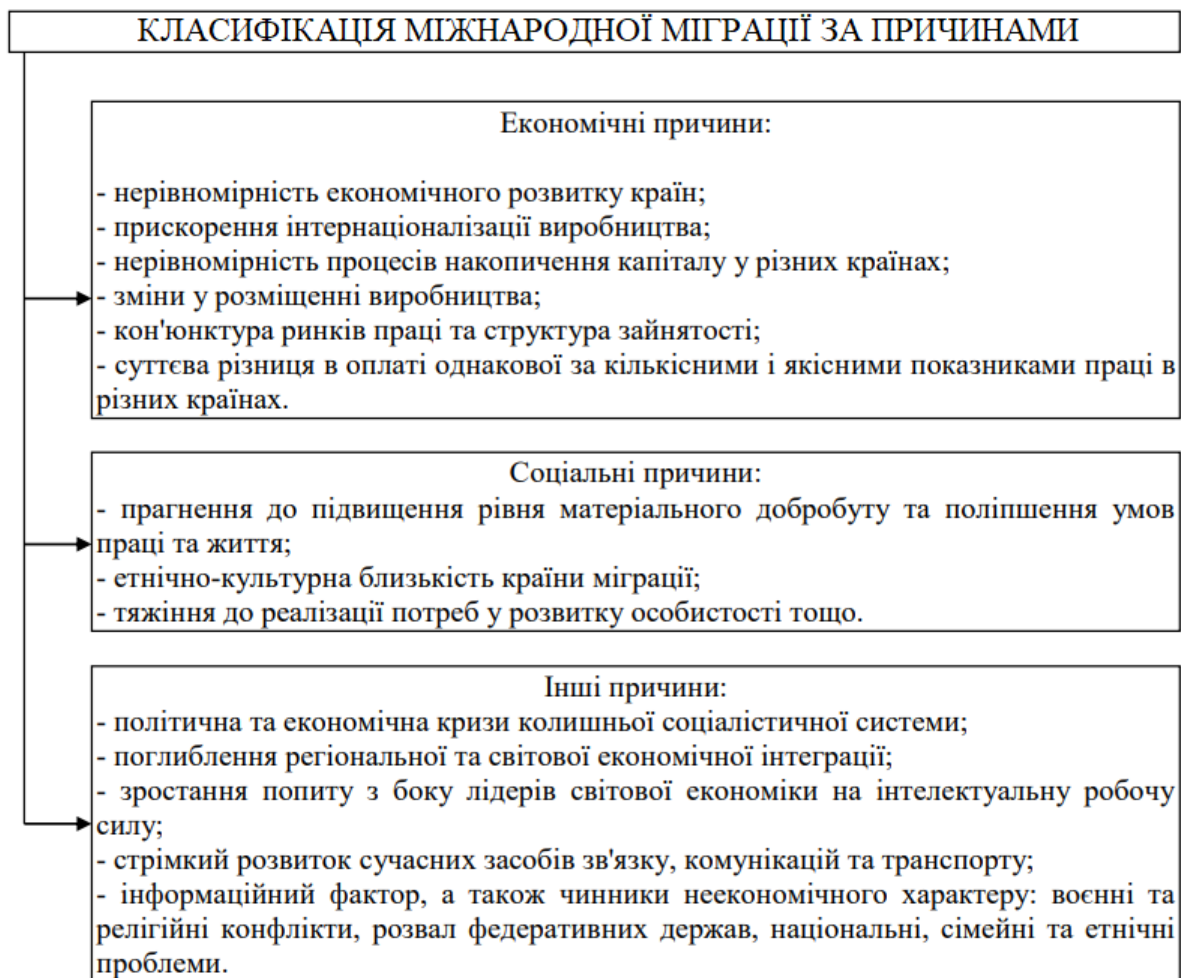 КЛАСИФІКАЦІЯ МІЖНАРОДНОЇ МІГРАЦІЇ ЗА ПРИЧИНАМИ
Економічні причини:
- нерівномірність економічного розвитку країн;
- прискорення інтернаціоналізації виробництва;
- нерівномірність процесів накопичення капіталу у різних країнах;
- зміни у розміщенні виробництва;
- кон'юнктура ринків праці та структура зайнятості;
- суттєва різниця в оплаті однакової за кількісними і якісними показниками праці в
різних країнах.
Соціальні причини:
- прагнення до підвищення рівня матеріального добробуту та поліпшення умов
праці та життя;
- етнічно-культурна близькість країни міграції;
- тяжіння до реалізації потреб у розвитку особистості тощо.
Інші причини:
- політична та економічна кризи колишньої соціалістичної системи;
- поглиблення регіональної та світової економічної інтеграції;
- зростання попиту з боку лідерів світової економіки на інтелектуальну робочу
силу;
- стрімкий розвиток сучасних засобів зв'язку, комунікацій та транспорту;
- інформаційний фактор, а також чинники неекономічного характеру: воєнні та
релігійні конфлікти, розвал федеративних держав, національні, сімейні та етнічні
проблеми.